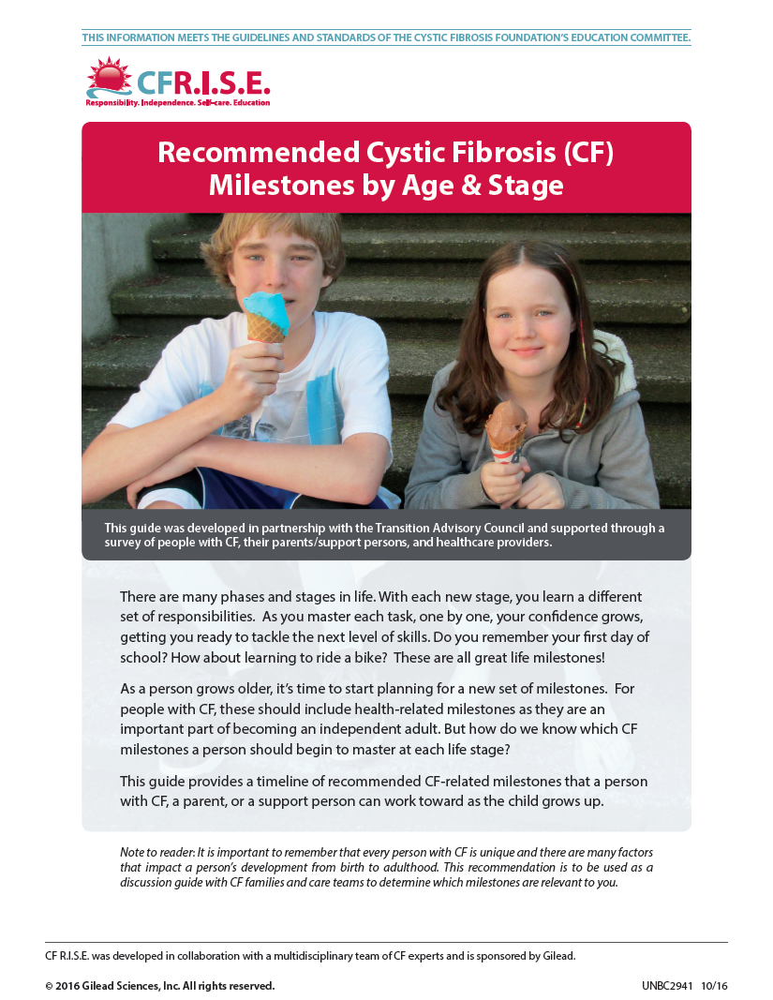 THIS INFORMATION MEETS THE GUIDELINES AND STANDARDS OF THE CYSTIC FIBROSIS FOUNDATION'S EDUCATION COMMITTEE.
CFR.I.S.E.
Responsibility. Independence. Self-care. Education
Recommended Cystic Fibrosis (CF)
Milestones by Age & Stage
This guide was developed in partnership with the Transition Advisory Council and supported through a
survey of people with CF, their parents/support persons, and healthcare providers.
There are many phases and stages in life. With each new stage, you learn a different
set of responsibilities.  As you master each task, one by one, your confidence grows,
getting you ready to tackle the next level of skills. Do you remember your first day of
school? How about learning to ride a bike?  These are all great life milestones!
As a person grows older, it's time to start planning for a new set of milestones.  For
people with CF, these should include health-related milestones as they are an
important part of becoming an independent adult. But how do we know which CF
milestones a person should begin to master at each life stage?
This guide provides a timeline of recommended CF-related milestones that a person
with CF, a parent, or a support person can work toward as the child grows up.
Note to reader: It is important to remember that every person with CF is unique and there are many factors
that impact a person's development from birth to adulthood. This recommendation is to be used as a
discussion guide with CF families and care teams to determine which milestones are relevant to you.
CF R.I.S.E. was developed in collaboration with a multidisciplinary team of CF experts and is sponsored by Gilead.
© 2016 Gilead Sciences, Inc. All rights reserved.
UNBC2941   10/16